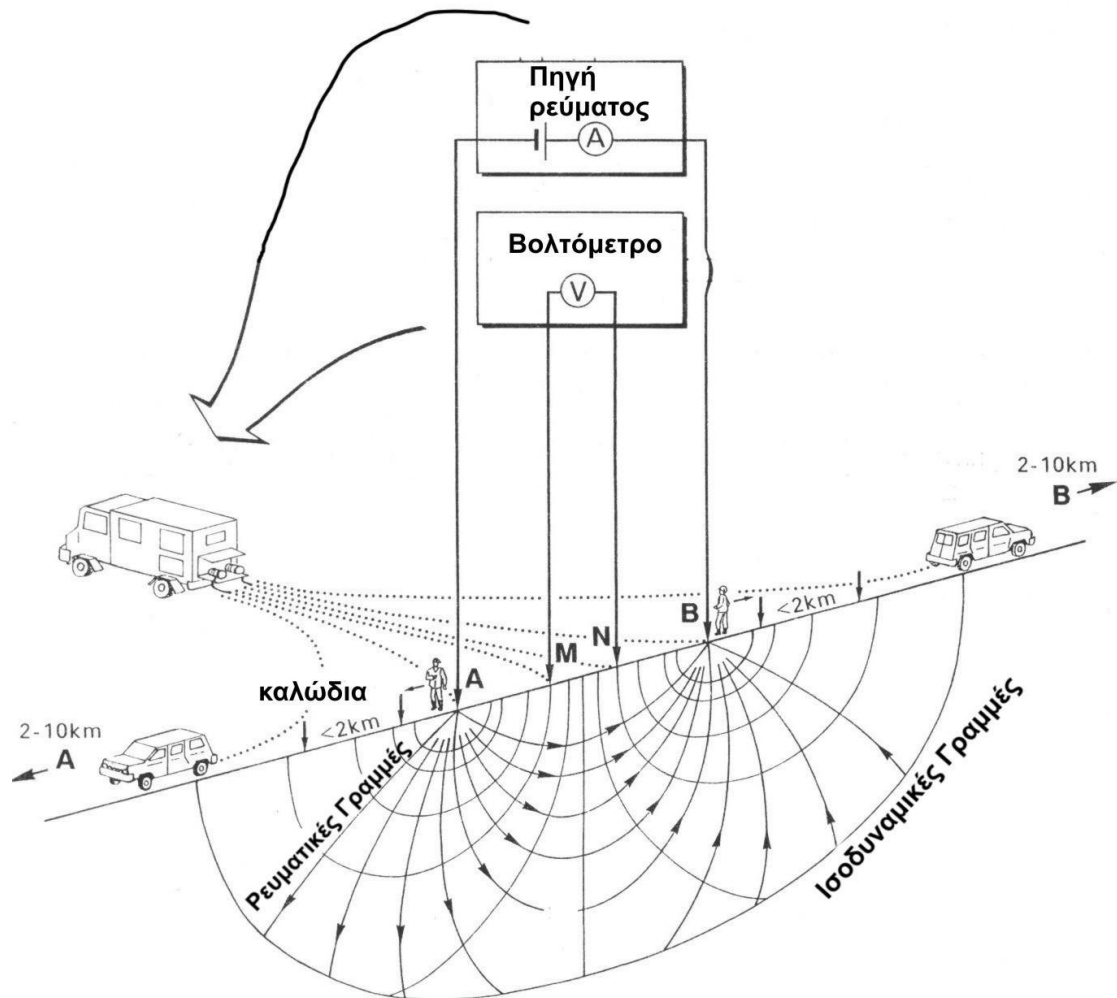 Πηγή
ρεύματος
A
Βολτόμετρο
V
2-10km
B
B
<2km
N
M
A
καλώδια
<2km
2-10km
A
Ρευματικές Γραμμές
Ισοδυναμικές Γραμμές